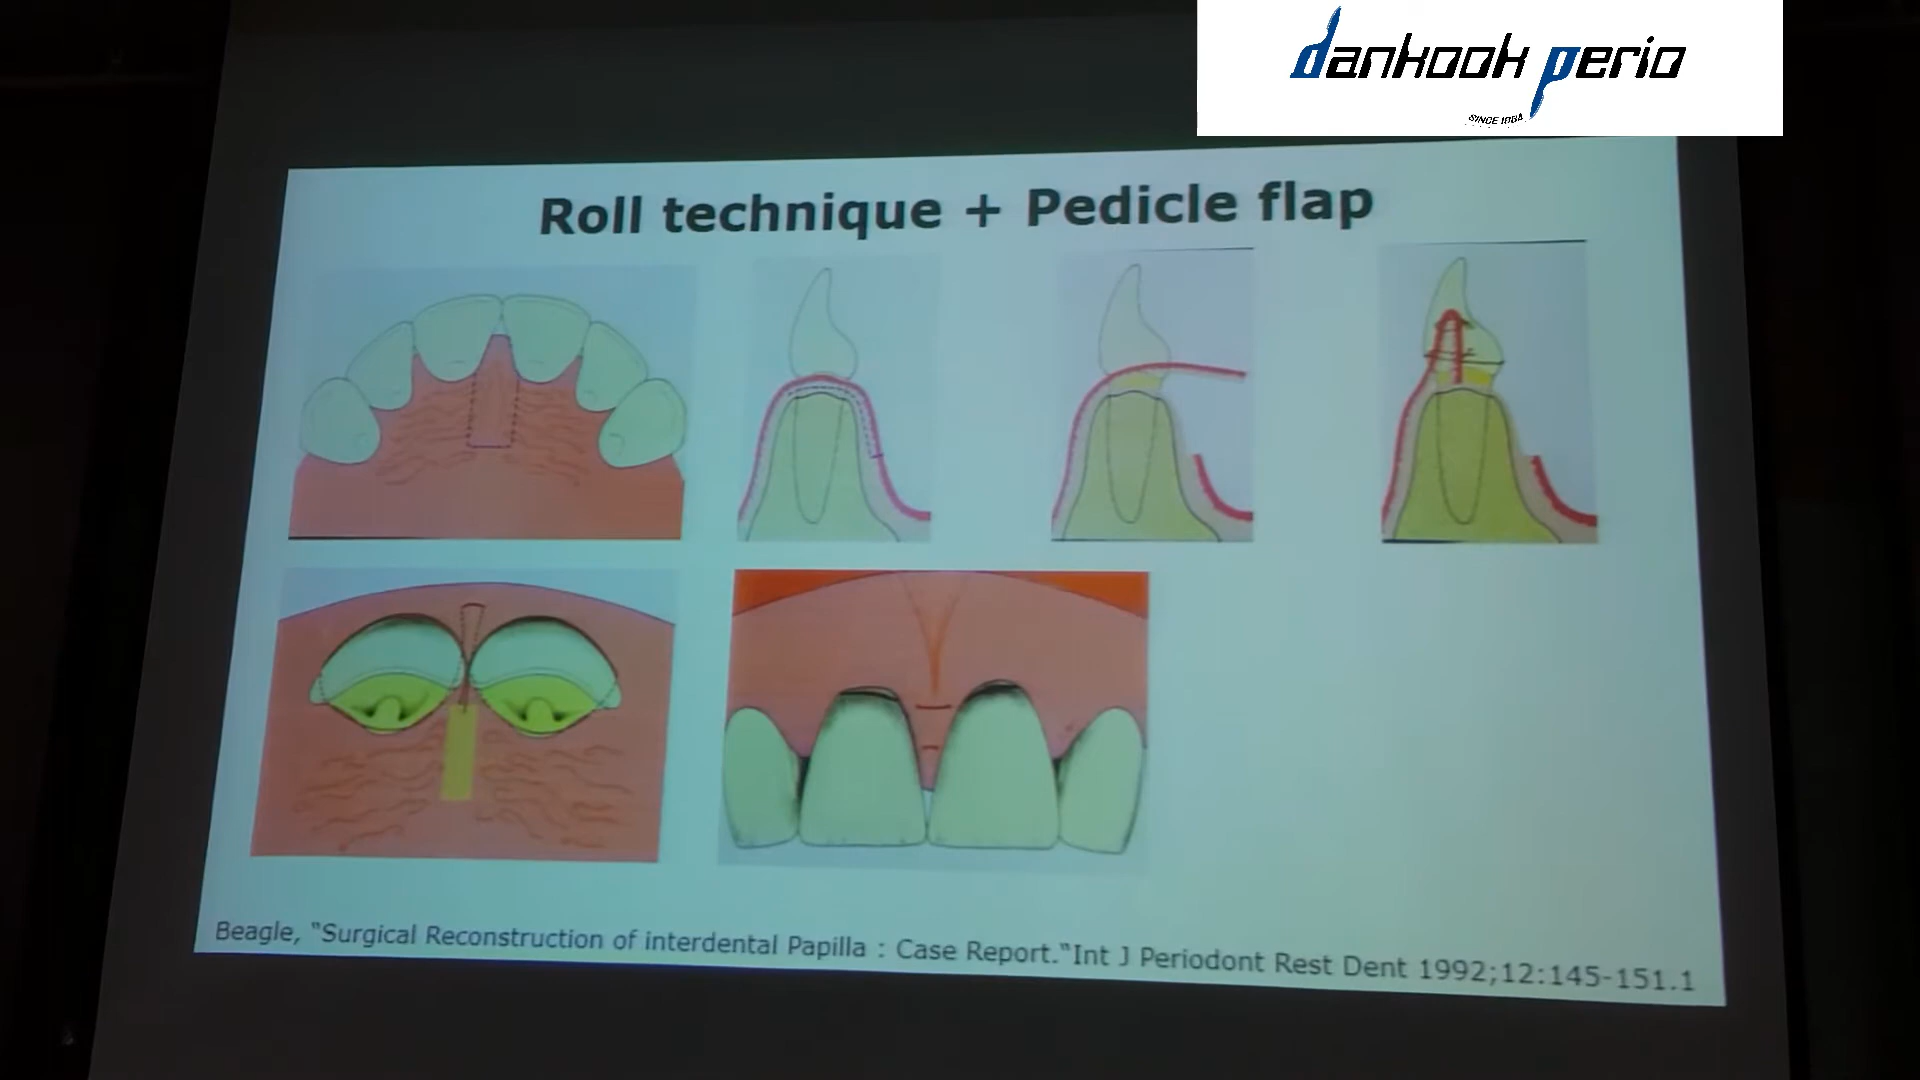 dankook perio
SINCE 1984
Roll technique + Pedicle flap
Beagle, "Surgical Reconstruction of interdental Papilla : Case Report."Int J Periodont Rest Dent 1992;12:145-151.1